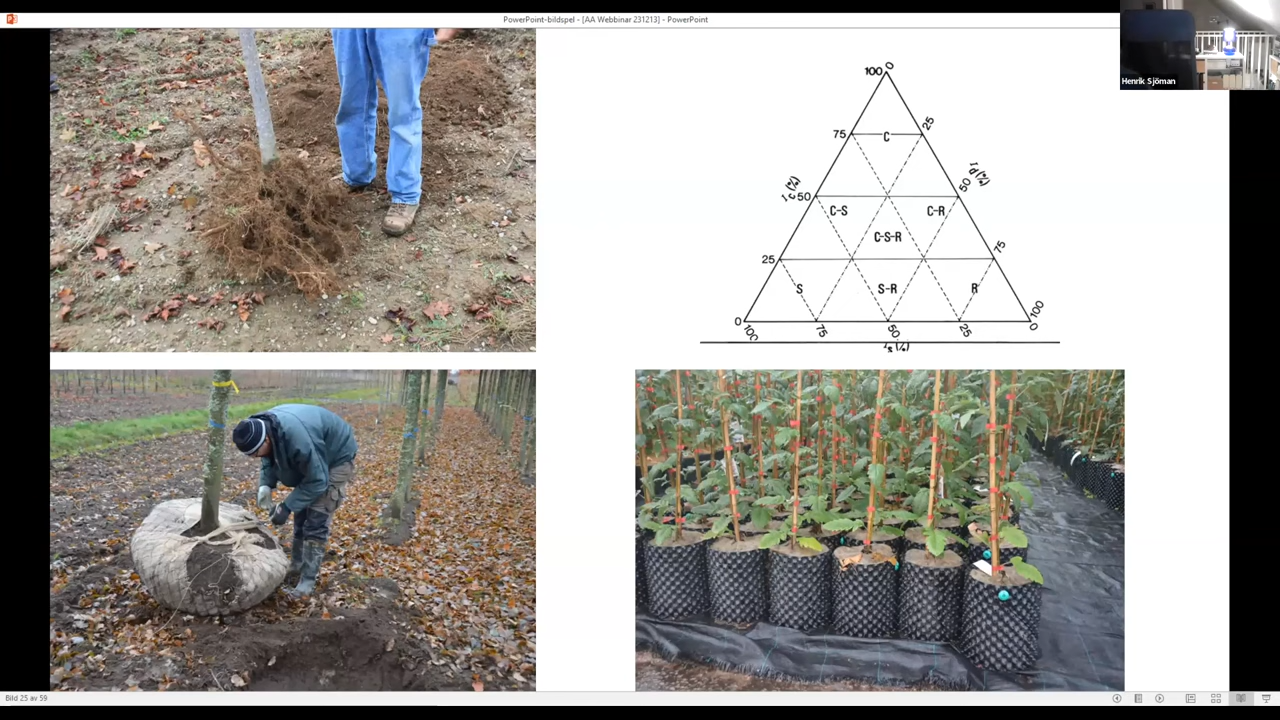 PowerPoint-bildspel - [AA Webbinar 231213] - PowerPoint
Henrik Sjöman
100 0
75 C 25
I c (%) I d (%)
50 50
C-S C-R
C-S-R
25 75
S S-R R
0 100
100 75 50 25 0
I s (%)
Bild 25 av 59